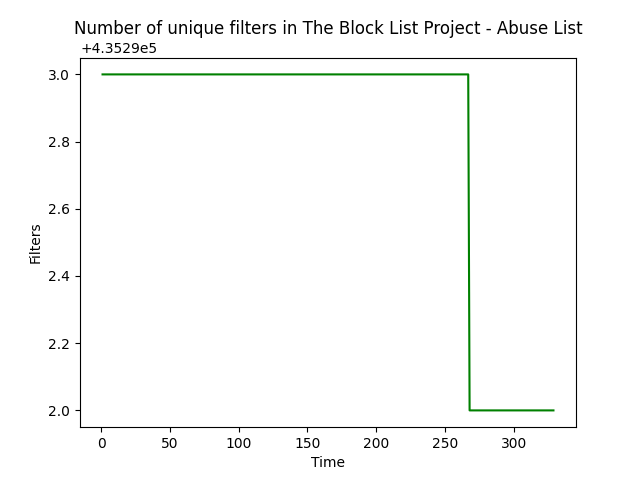 Number of unique filters in The Block List Project - Abuse List
+4.3529e5
3.0
2.8
2.6
2.4
2.2
2.0
Filters
0 50 100 150 200 250 300
Time